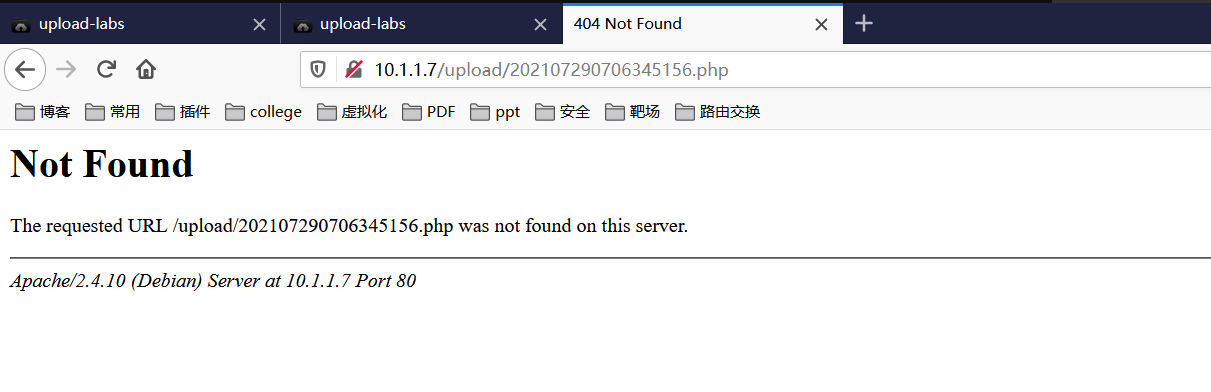 upload-labs
upload-labs
404 Not Found
10.1.1.7/upload/202107290706345156.php
博客 常用 插件 college 虚拟化 PDF ppt 安全 靶场 路由交换
Not Found
The requested URL /upload/202107290706345156.php was not found on this server.
Apache/2.4.10 (Debian) Server at 10.1.1.7 Port 80